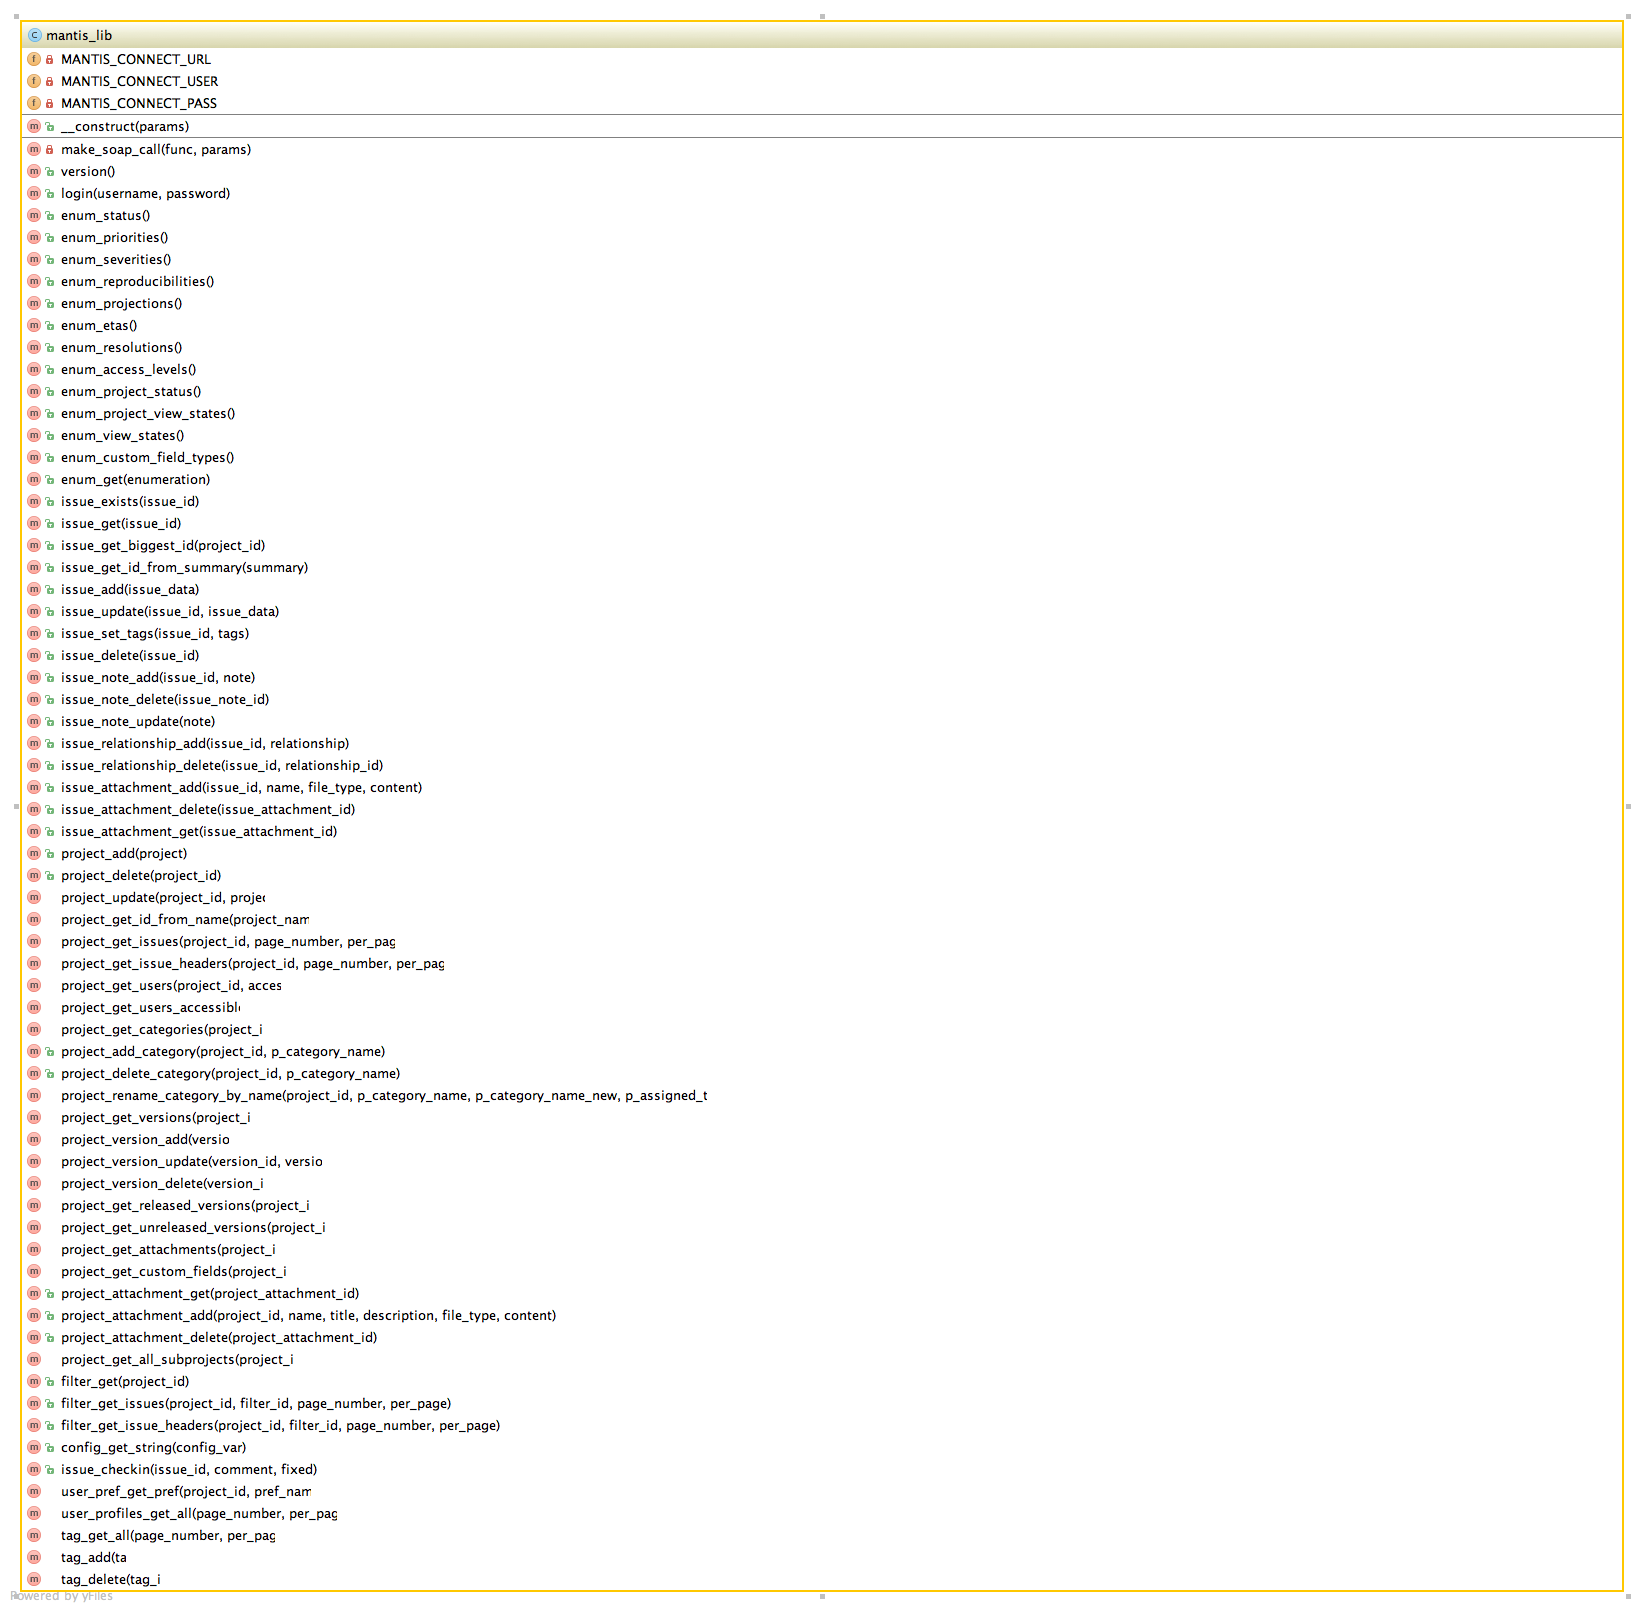 mantis_lib
MANTIS_CONNECT_URL
MANTIS_CONNECT_USER
MANTIS_CONNECT_PASS
__construct(params)
make_soap_call(func, params)
version()
login(username, password)
enum_status()
enum_priorities()
enum_severities()
enum_reproducibilities()
enum_projections()
enum_etas()
enum_resolutions()
enum_access_levels()
enum_project_status()
enum_project_view_states()
enum_view_states()
enum_custom_field_types()
enum_get(enumeration)
issue_exists(issue_id)
issue_get(issue_id)
issue_get_biggest_id(project_id)
issue_get_id_from_summary(summary)
issue_add(issue_data)
issue_update(issue_id, issue_data)
issue_set_tags(issue_id, tags)
issue_delete(issue_id)
issue_note_add(issue_id, note)
issue_note_delete(issue_note_id)
issue_note_update(note)
issue_relationship_add(issue_id, relationship)
issue_relationship_delete(issue_id, relationship_id)
issue_attachment_add(issue_id, name, file_type, content)
issue_attachment_delete(issue_attachment_id)
issue_attachment_get(issue_attachment_id)
project_add(project)
project_delete(project_id)
project_update(project_id, projec
project_get_id_from_name(project_nam
project_get_issues(project_id, page_number, per_pag
project_get_issue_headers(project_id, page_number, per_pag
project_get_users(project_id, acces
project_get_users_accessibl
project_get_categories(project_i
project_add_category(project_id, p_category_name)
project_delete_category(project_id, p_category_name)
project_rename_category_by_name(project_id, p_category_name, p_category_name_new, p_assigned_t
project_get_versions(project_i
project_version_add(versio
project_version_update(version_id, versio
project_version_delete(version_i
project_get_released_versions(project_i
project_get_unreleased_versions(project_i
project_get_attachments(project_i
project_get_custom_fields(project_i
project_attachment_get(project_attachment_id)
project_attachment_add(project_id, name, title, description, file_type, content)
project_attachment_delete(project_attachment_id)
project_get_all_subprojects(project_i
filter_get(project_id)
filter_get_issues(project_id, filter_id, page_number, per_page)
filter_get_issue_headers(project_id, filter_id, page_number, per_page)
config_get_string(config_var)
issue_checkin(issue_id, comment, fixed)
user_pref_get_pref(project_id, pref_nam
user_profiles_get_all(page_number, per_pag
tag_get_all(page_number, per_pag
tag_add(ta
tag_delete(tag_i
Powered by yFiles